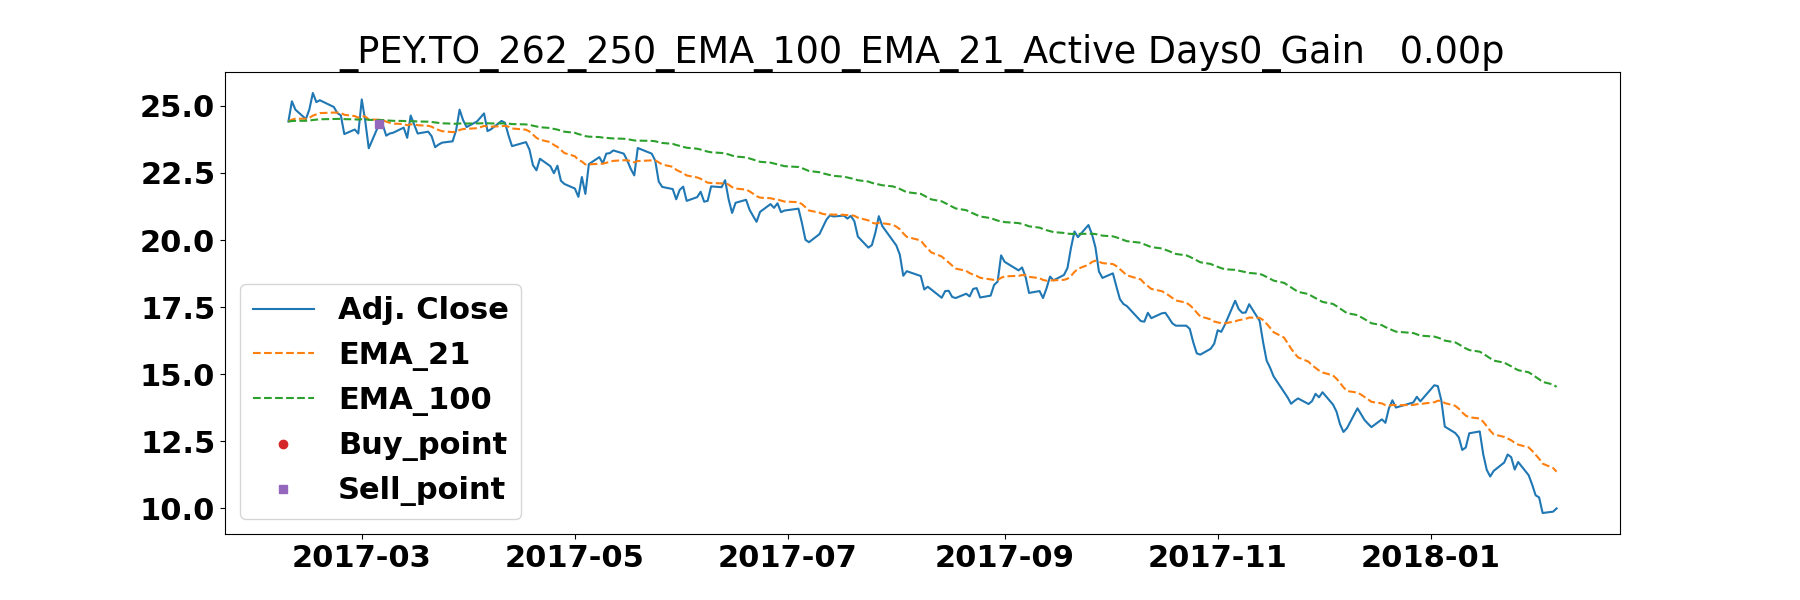 _PEY.TO_262_250_EMA_100_EMA_21_Active Days0_Gain   0.00p
25.0
22.5
20.0
17.5
15.0
12.5
10.0
Adj. Close
EMA_21
EMA_100
Buy_point
Sell_point
2017-03 2017-05 2017-07 2017-09 2017-11 2018-01